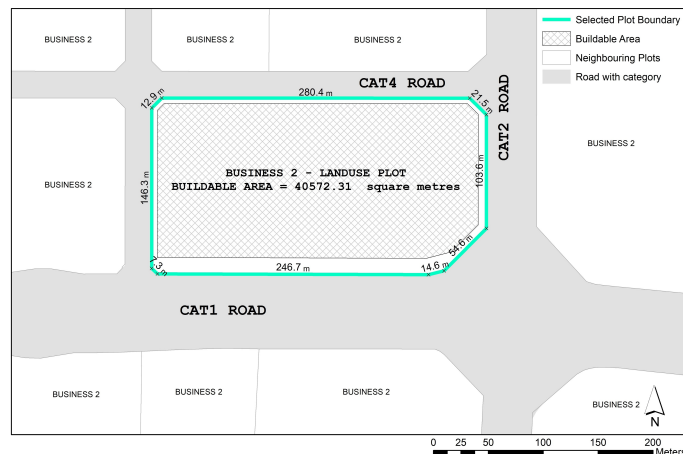 BUSINESS 2
BUSINESS 2
BUSINESS 2
Selected Plot Boundary
Buildable Area
Neighbouring Plots
Road with category
CAT4 ROAD
12.9 m
280.4 m
21.5 m
CAT2 ROAD
BUSINESS 2
BUSINESS 2
146.3 m
BUSINESS 2 - LANDUSE PLOT
BUILDABLE AREA = 40572.31 square metres
103.6 m
7.3 m
246.7 m
14.6 m
54.6 m
CAT1 ROAD
BUSINESS 2
BUSINESS 2
BUSINESS 2
BUSINESS 2
N
0 25 50 100 150 200
Meters